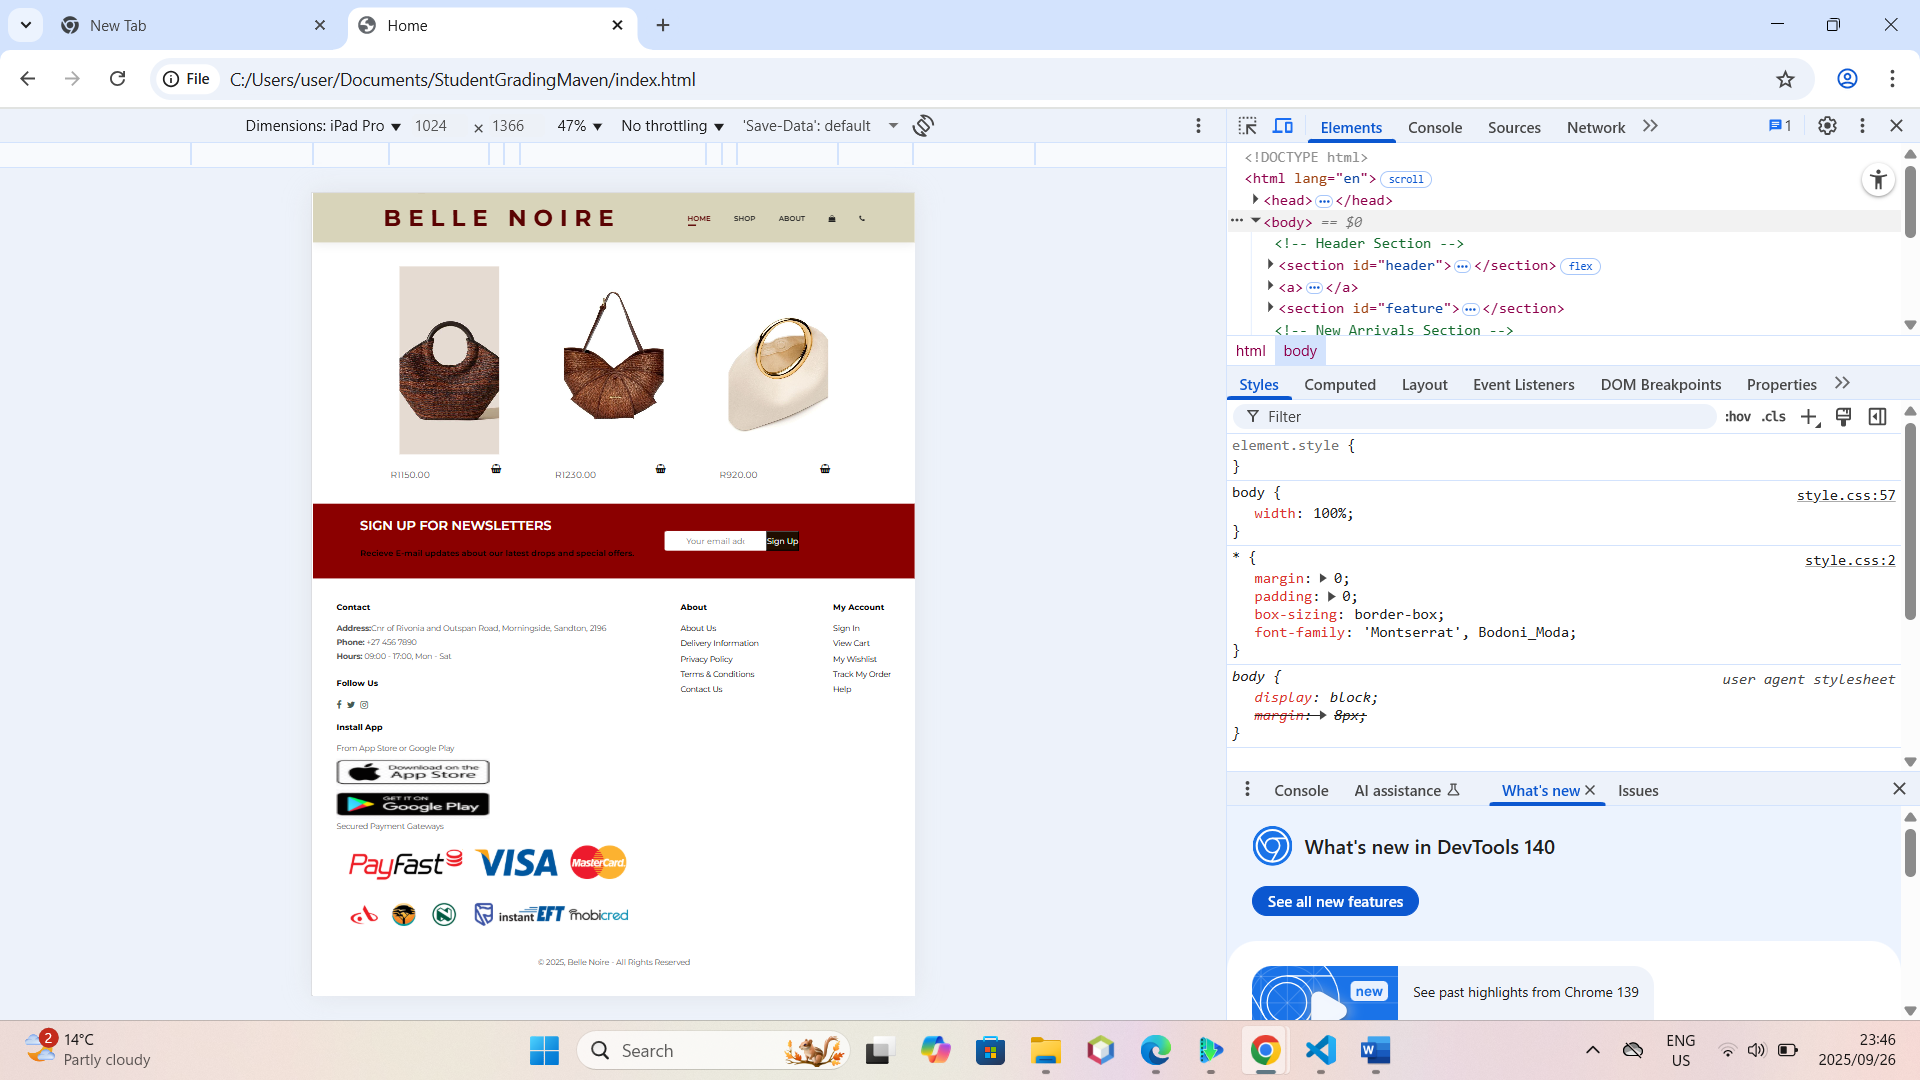 New Tab
Home
File
C:/Users/user/Documents/StudentGradingMaven/index.html
Dimensions: iPad Pro
1024
×
1366
47%
No throttling
'Save-Data': default
BELLE NOIRE
HOME
SHOP
ABOUT
R1150.00
R1230.00
R920.00
SIGN UP FOR NEWSLETTERS
Recieve E-mail updates about our latest drops and special offers.
Your email adr
Sign Up
Contact
Address:Cnr of Rivonia and Outspan Road, Morningside, Sandton, 2196
Phone: +27 456 7890
Hours: 09:00 - 17:00, Mon - Sat
Follow Us
Install App
From App Store or Google Play
Download on the
App Store
GET IT ON
Google Play
Secured Payment Gateways
PayFast VISA MasterCard
instant EFT mobicred
About
About Us
Delivery Information
Privacy Policy
Terms & Conditions
Contact Us
My Account
Sign In
View Cart
My Wishlist
Track My Order
Help
© 2025, Belle Noire - All Rights Reserved
Elements
Console
Sources
Network
1
<!DOCTYPE html>
<html lang="en"> scroll
<head> ••• </head>
••• <body> == $0
<!-- Header Section -->
<section id="header"> ••• </section> flex
<a> ••• </a>
<section id="feature"> ••• </section>
<!-- New Arrivals Section -->
html
body
Styles
Computed
Layout
Event Listeners
DOM Breakpoints
Properties
Filter
:hov
.cls
element.style {
}
body { style.css:57
width: 100%;
}
* { style.css:2
margin: 0;
padding: 0;
box-sizing: border-box;
font-family: 'Montserrat', Bodoni_Moda;
}
body { user agent stylesheet
display: block;
margin: 8px;
}
Console
AI assistance
What's new
Issues
What's new in DevTools 140
See all new features
new
See past highlights from Chrome 139
2
14°C
Partly cloudy
Search
ENG
US
23:46
2025/09/26